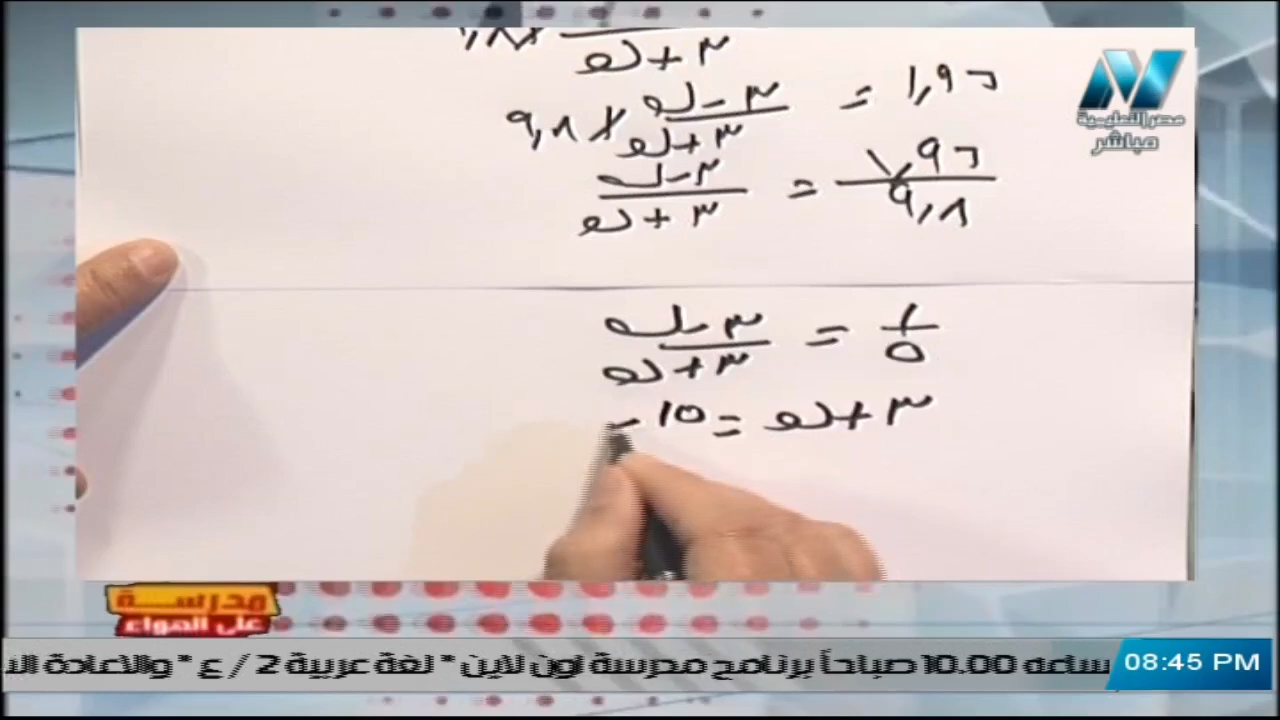 ٣ + ك
١,٩٦ = (٣ - ك)/(٣ + ك) × ٩,٨
١,٩٦/٩,٨ = (٣ - ك)/(٣ + ك)
١/٥ = (٣ - ك)/(٣ + ك)
٣ + ك = ١٥ -
مصر التعليمية
مباشر
مدرسة
على الهواء
ساعه 10.00 صباحاً برنامج مدرسة اون لاين * لغة عربية 2 / ع * والاعادة
08:45 PM